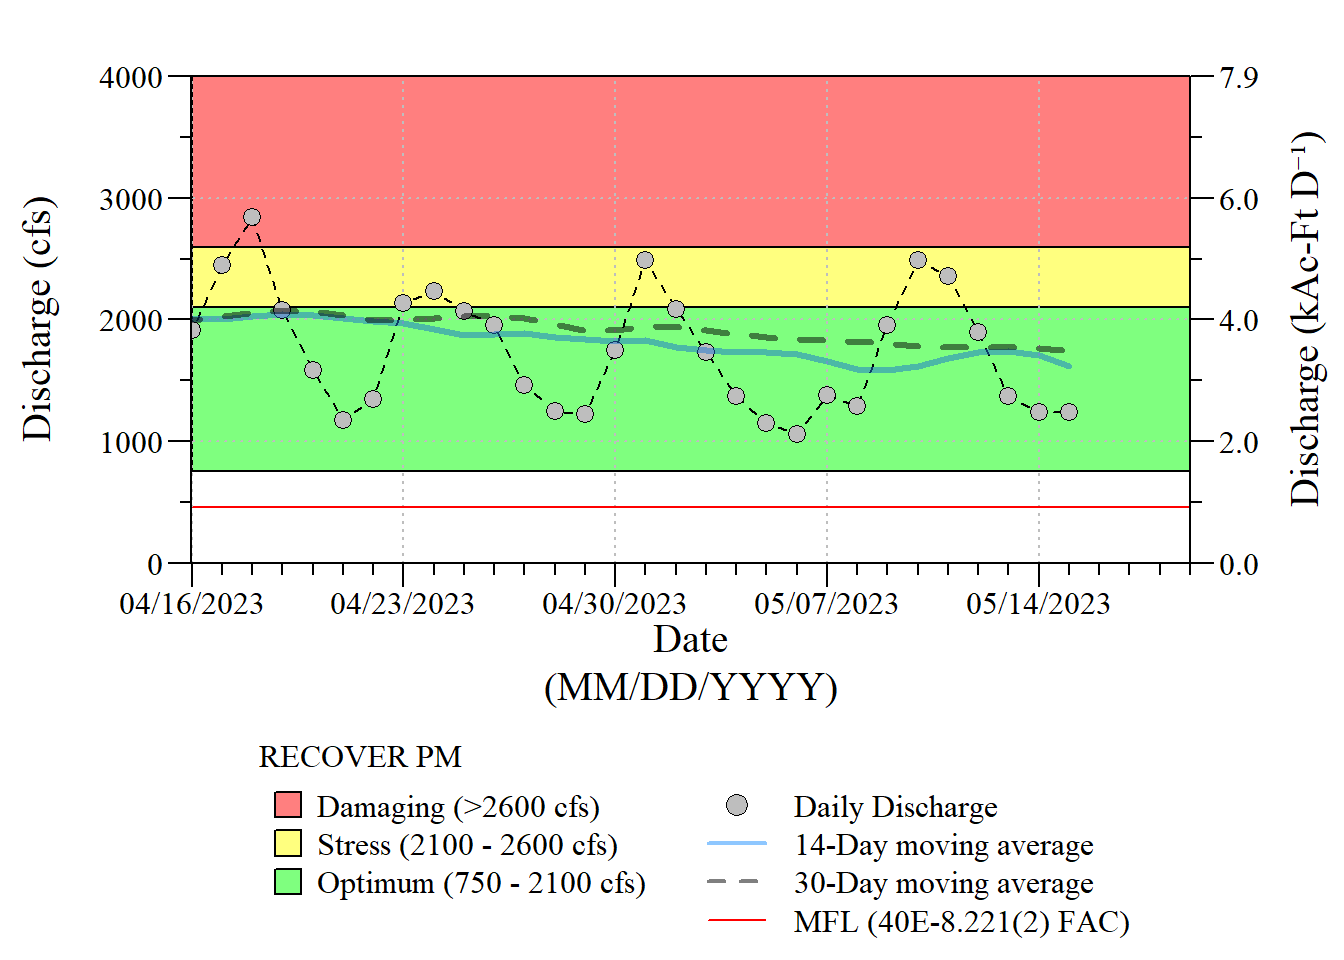 4000
3000
2000
1000
0
7.9
6.0
4.0
2.0
0.0
Discharge (cfs)
Discharge (kAc-Ft D⁻¹)
04/16/2023 04/23/2023 04/30/2023 05/07/2023 05/14/2023
Date
(MM/DD/YYYY)
RECOVER PM
Damaging (>2600 cfs)
Stress (2100 - 2600 cfs)
Optimum (750 - 2100 cfs)
Daily Discharge
14-Day moving average
30-Day moving average
MFL (40E-8.221(2) FAC)